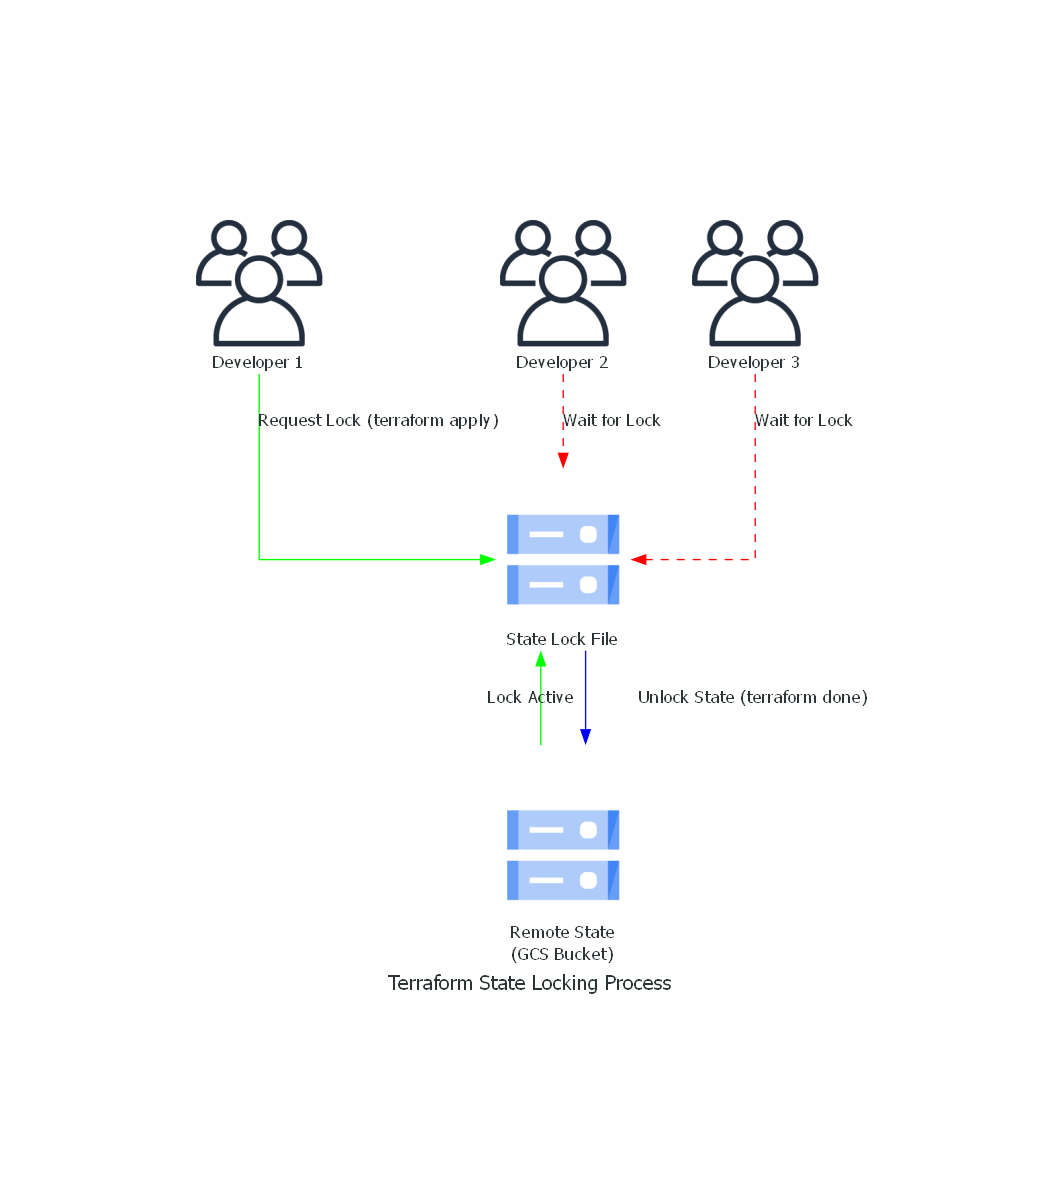 Developer 1
Developer 2
Developer 3
Request Lock (terraform apply)
Wait for Lock
Wait for Lock
State Lock File
Lock Active
Unlock State (terraform done)
Remote State
(GCS Bucket)
Terraform State Locking Process